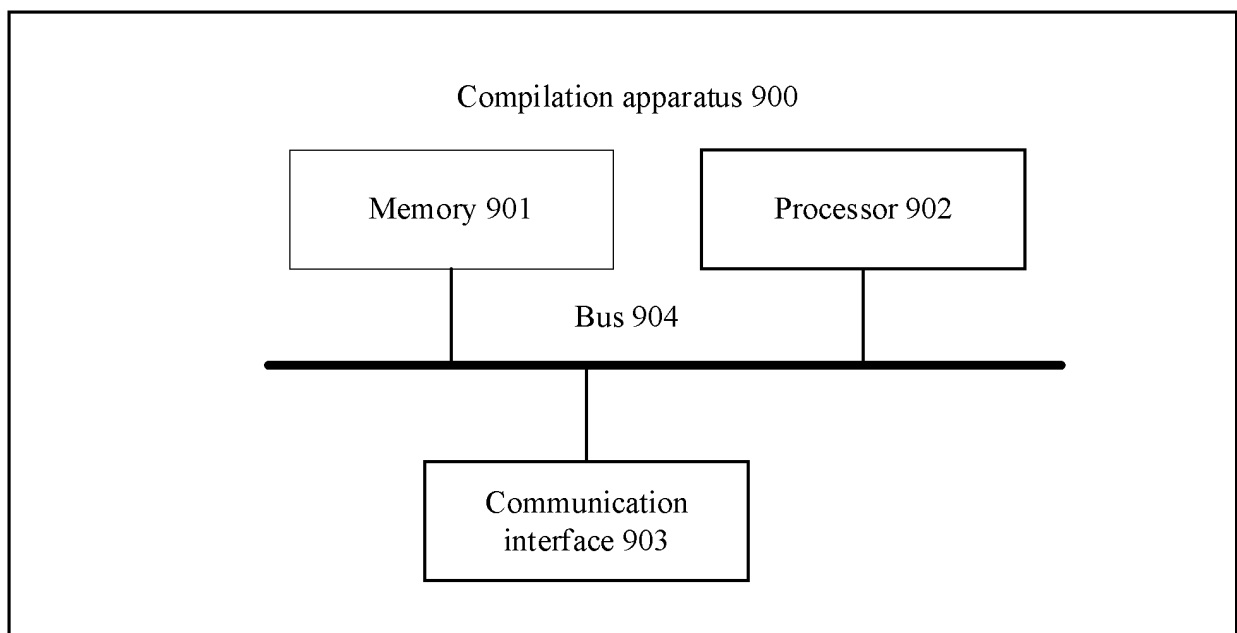 Compilation apparatus 900
Memory 901
Processor 902
Bus 904
Communication
interface 903